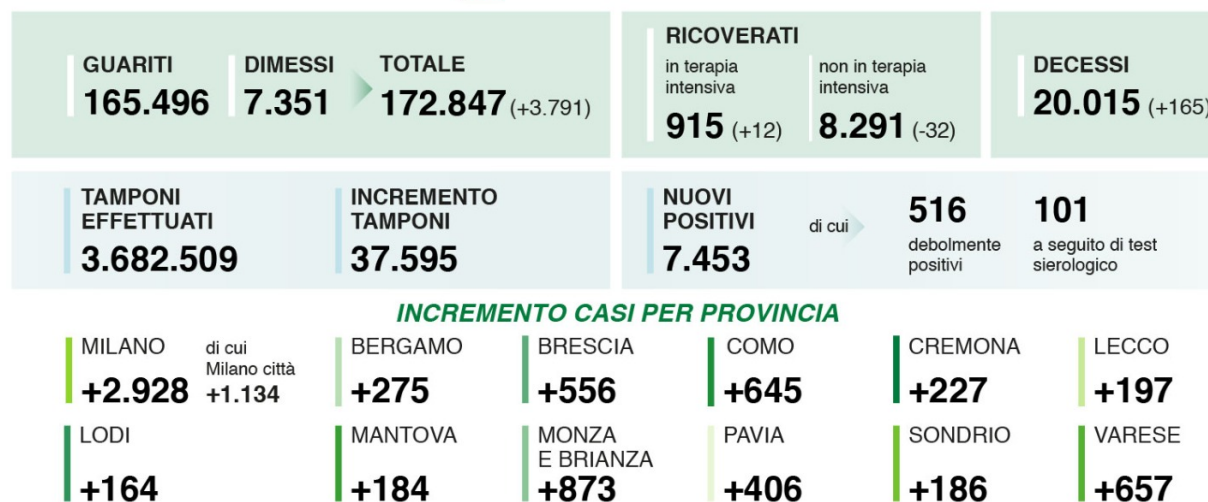 GUARITI
165.496
DIMESSI
7.351
TOTALE
172.847 (+3.791)
RICOVERATI
in terapia
intensiva
915 (+12)
non in terapia
intensiva
8.291 (-32)
DECESSI
20.015 (+165)
TAMPONI
EFFETTUATI
3.682.509
INCREMENTO
TAMPONI
37.595
NUOVI
POSITIVI
7.453
di cui
516
debolmente
positivi
101
a seguito di test
sierologico
INCREMENTO CASI PER PROVINCIA
MILANO
+2.928
di cui
Milano città
+1.134
BERGAMO
+275
BRESCIA
+556
COMO
+645
CREMONA
+227
LECCO
+197
LODI
+164
MANTOVA
+184
MONZA
E BRIANZA
+873
PAVIA
+406
SONDRIO
+186
VARESE
+657